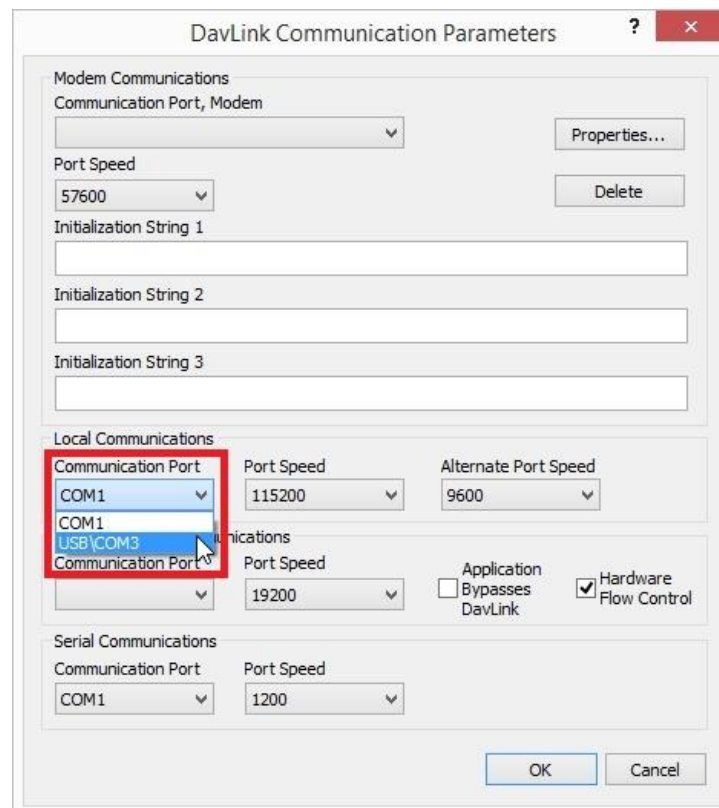 DavLink Communication Parameters
?
Modem Communications
Communication Port, Modem
Properties...
Port Speed
57600
Delete
Initialization String 1
Initialization String 2
Initialization String 3
Local Communications
Communication Port Port Speed Alternate Port Speed
COM1 115200 9600
COM1
USB\COM3
Communication Port Port Speed
19200
Application
Bypasses
DavLink
Hardware
Flow Control
Serial Communications
Communication Port Port Speed
COM1 1200
OK Cancel